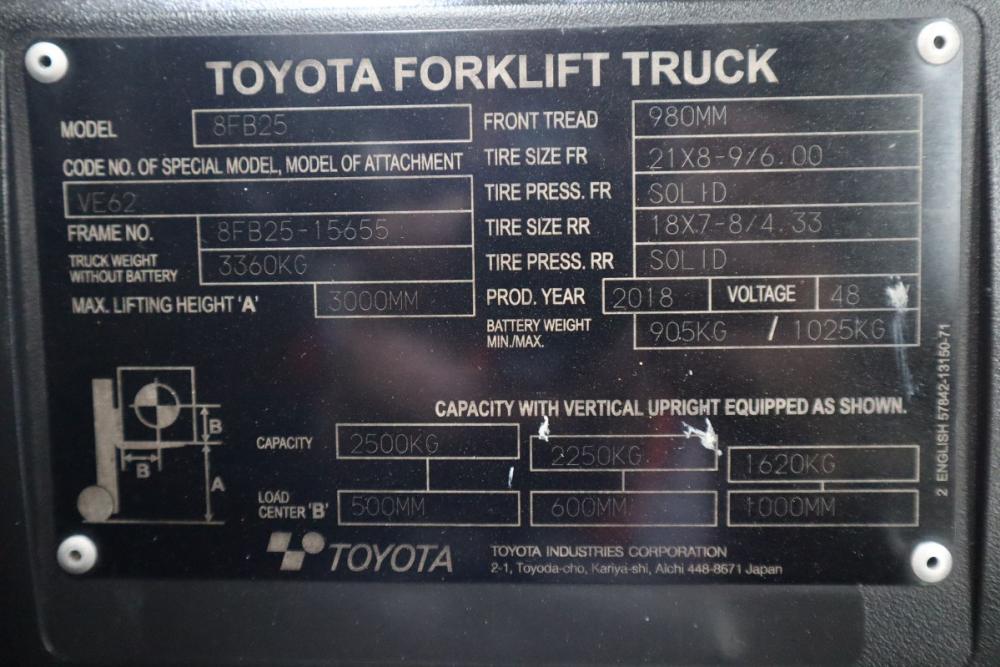 TOYOTA FORKLIFT TRUCK
MODEL 8FB25
CODE NO. OF SPECIAL MODEL, MODEL OF ATTACHMENT
VE62
FRAME NO. 8FB25-15655
TRUCK WEIGHT WITHOUT BATTERY 3360KG
MAX. LIFTING HEIGHT 'A' 3000MM
FRONT TREAD 980MM
TIRE SIZE FR 21X8-9/6.00
TIRE PRESS. FR SOLID
TIRE SIZE RR 18X7-8/4.33
TIRE PRESS. RR SOLID
PROD. YEAR 2018 VOLTAGE 48
BATTERY WEIGHT MIN./MAX. 905KG / 1025KG
B
B
A
CAPACITY WITH VERTICAL UPRIGHT EQUIPPED AS SHOWN.
CAPACITY 2500KG 2250KG 1620KG
LOAD CENTER 'B' 500MM 600MM 1000MM
TOYOTA
TOYOTA INDUSTRIES CORPORATION
2-1, Toyoda-cho, Kariya-shi, Aichi 448-8671 Japan
2 ENGLISH 57842-13150-71